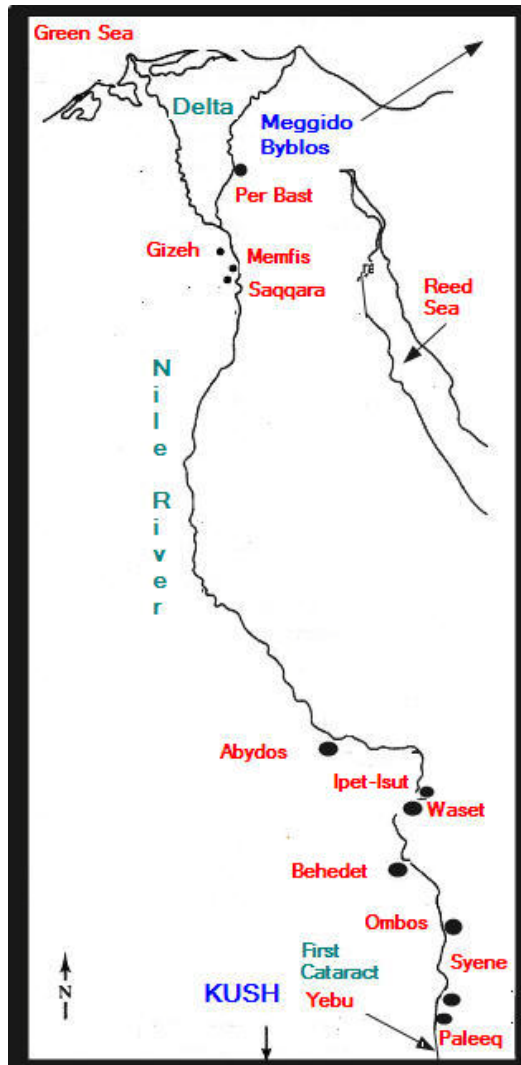 Green Sea
Delta
Meggido
Byblos
Per Bast
Gizeh
Memfis
Saqqara
Reed
Sea
Nile River
Abydos
Ipet-Isut
Waset
Behedet
Ombos
First
Cataract
Syene
N
KUSH
Yebu
Paleeq